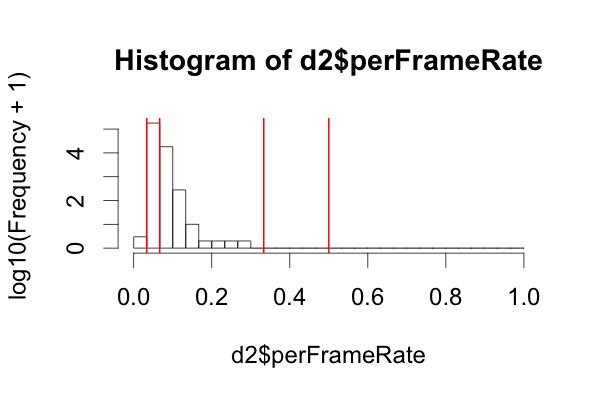 Histogram of d2$perFrameRate
log10(Frequency + 1)
4
2
0
0.0 0.2 0.4 0.6 0.8 1.0
d2$perFrameRate